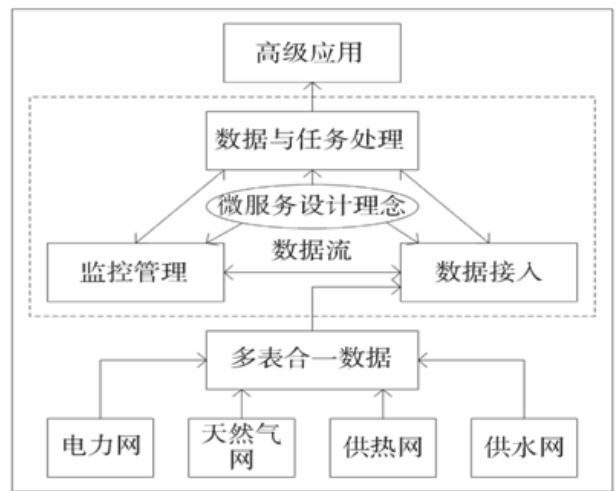 高级应用
数据与任务处理
微服务设计理念
数据流
监控管理
数据接入
多表合一数据
电力网
天然气
网
供热网
供水网